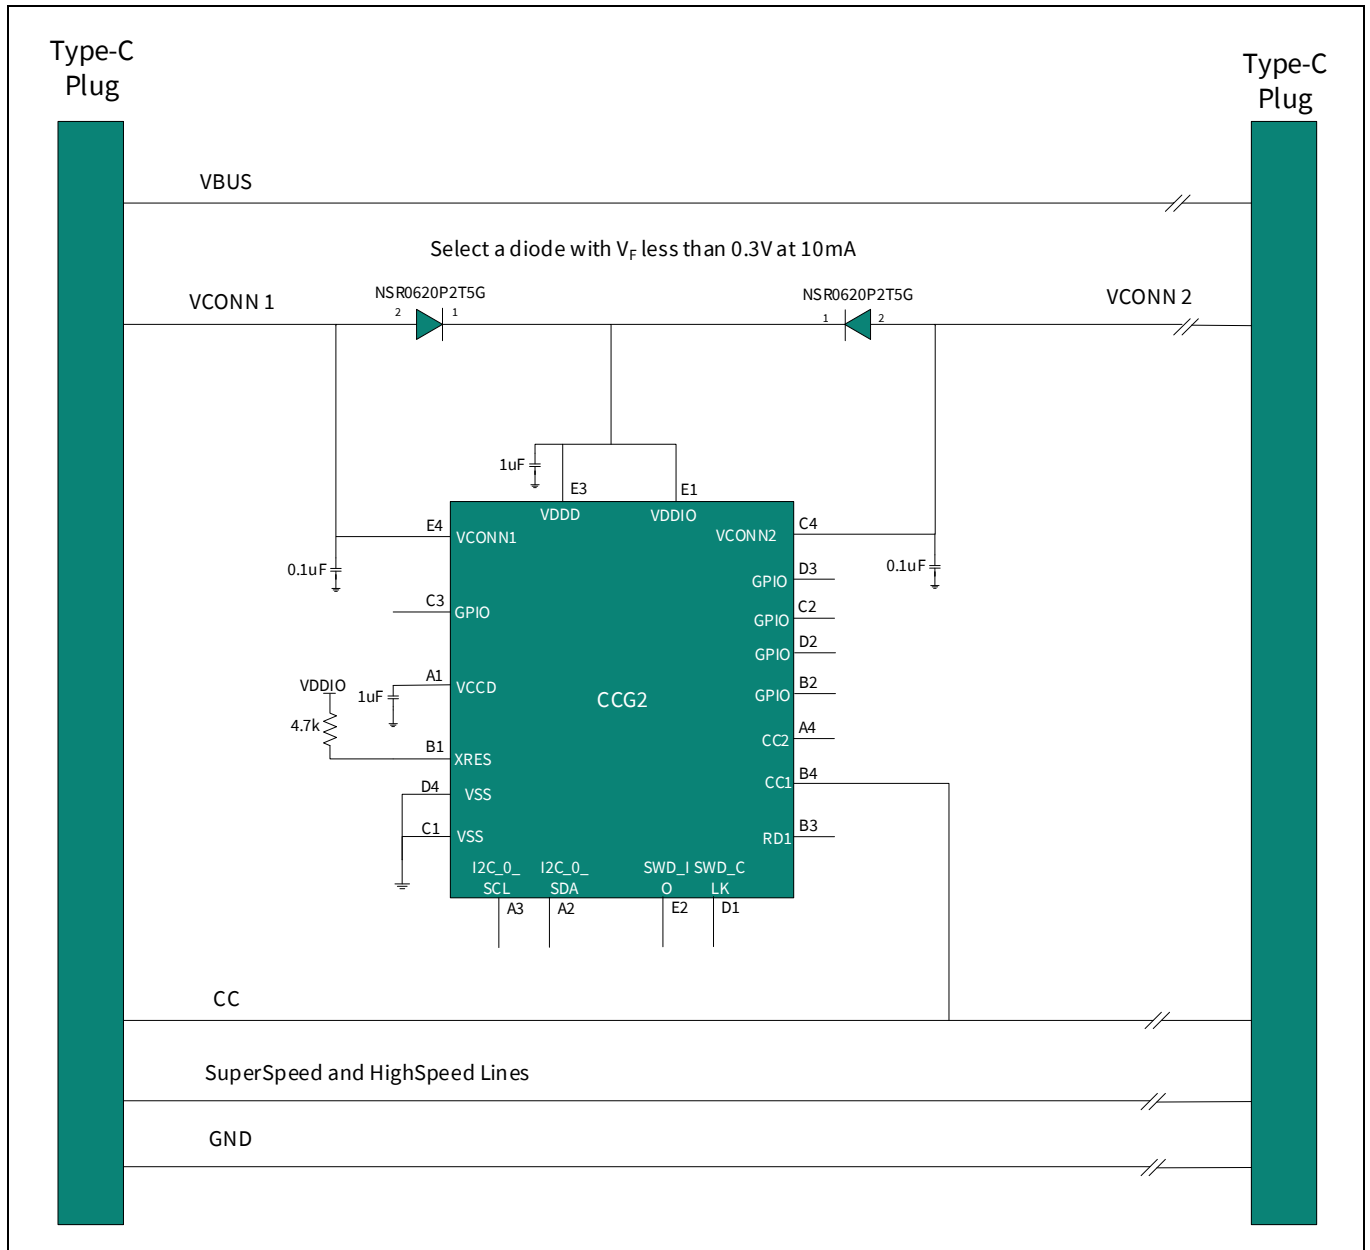 Type-C
Plug
Type-C
Plug
VBUS
Select a diode with VF less than 0.3V at 10mA
VCONN 1
NSR0620P2T5G
2 1
NSR0620P2T5G
1 2
VCONN 2
1uF
E3
E1
VDDD
VDDIO
E4
VCONN1
C4
VCONN2
0.1uF
0.1uF
D3
GPIO
C3
GPIO
C2
GPIO
D2
GPIO
A1
VCCD
VDDIO
1uF
B2
GPIO
CCG2
4.7k
A4
CC2
B1
XRES
B4
CC1
D4
VSS
C1
VSS
B3
RD1
I2C_0_
SCL
I2C_0_
SDA
SWD_I
O
SWD_C
LK
A3
A2
E2
D1
CC
SuperSpeed and HighSpeed Lines
GND